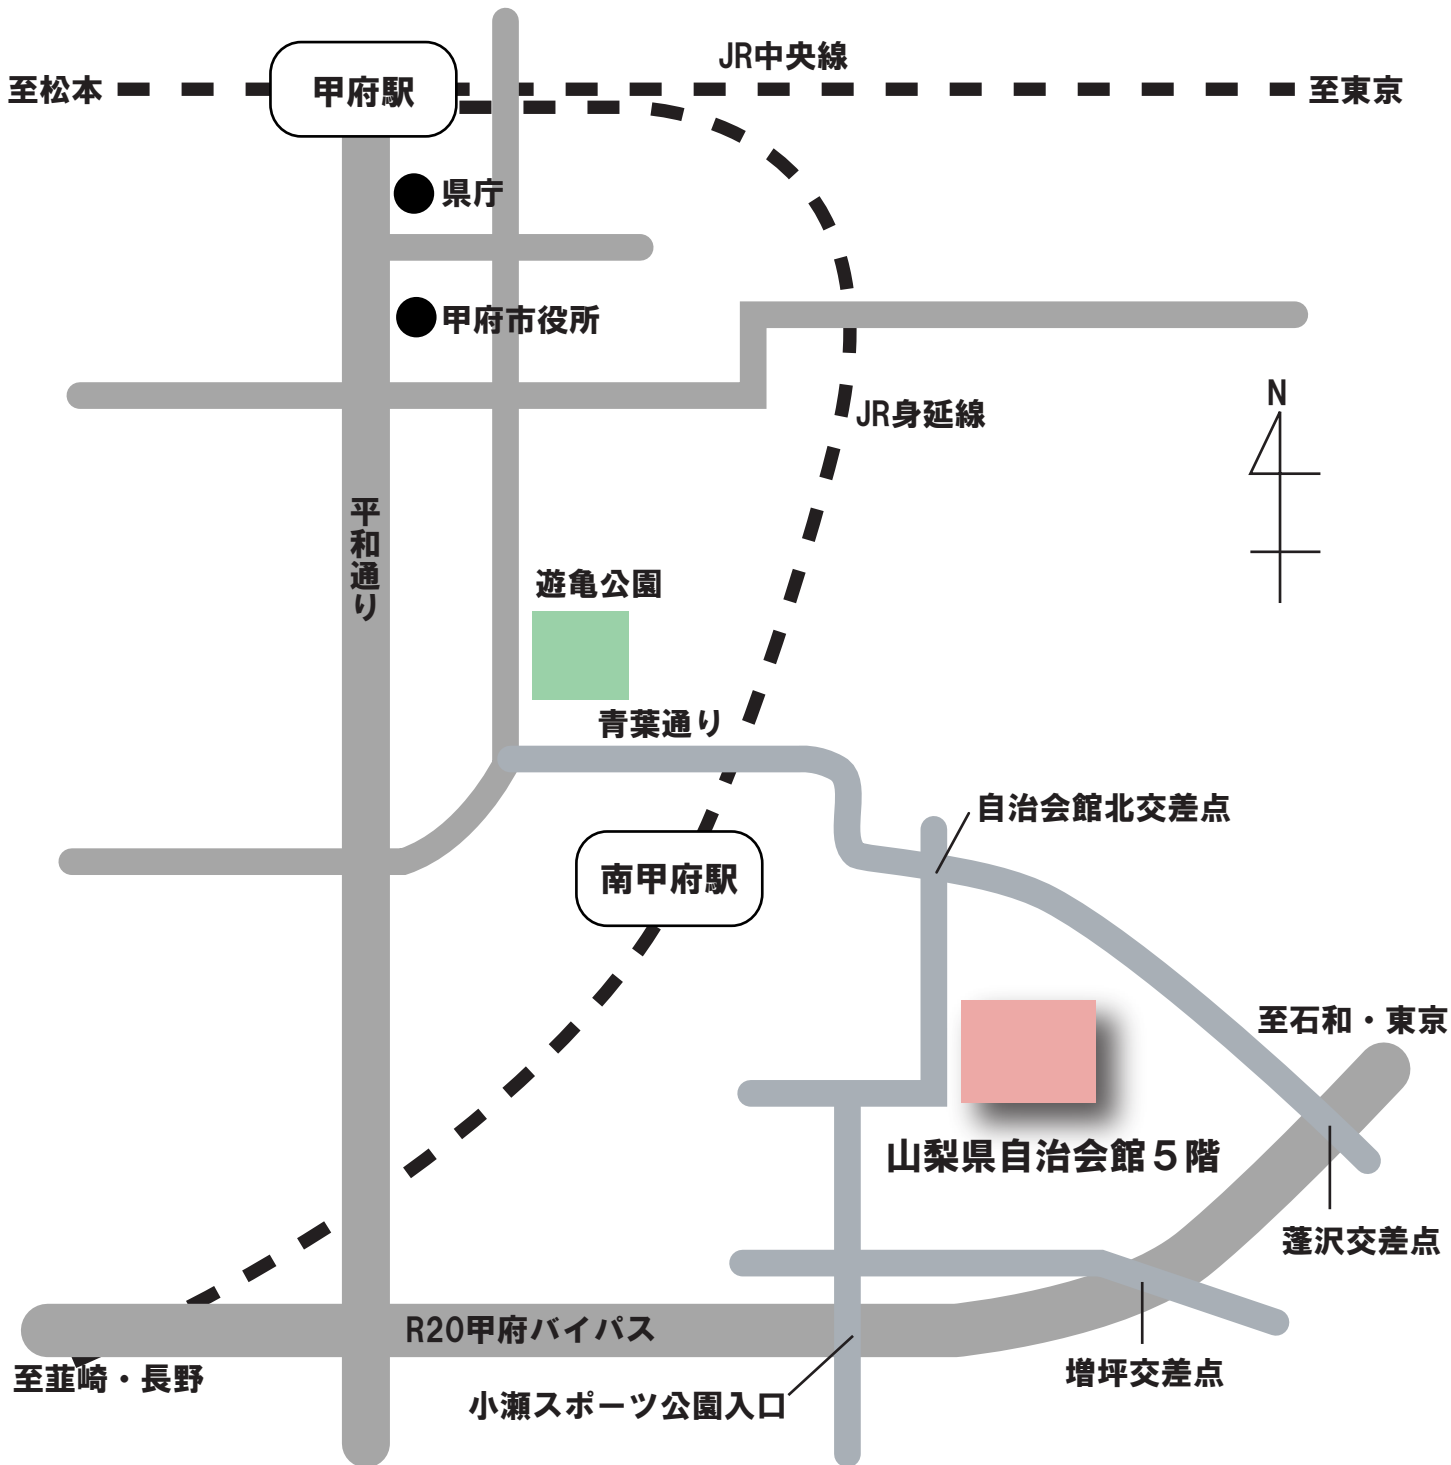 JR中央線
至松本
甲府駅
至東京
県庁
甲府市役所
N
JR身延線
平和通り
遊亀公園
青葉通り
自治会館北交差点
南甲府駅
至石和・東京
山梨県自治会館５階
蓬沢交差点
R20甲府バイパス
至韮崎・長野
増坪交差点
小瀬スポーツ公園入口